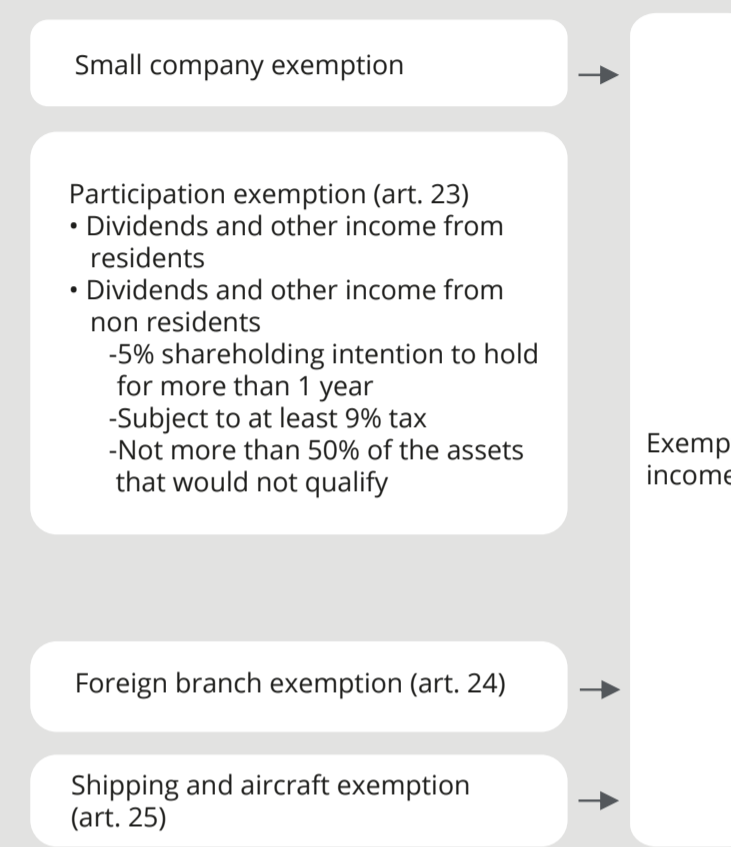 Small company exemption
Participation exemption (art. 23)
• Dividends and other income from
residents
• Dividends and other income from
non residents
-5% shareholding intention to hold
for more than 1 year
-Subject to at least 9% tax
-Not more than 50% of the assets
that would not qualify
Foreign branch exemption (art. 24)
Shipping and aircraft exemption
(art. 25)